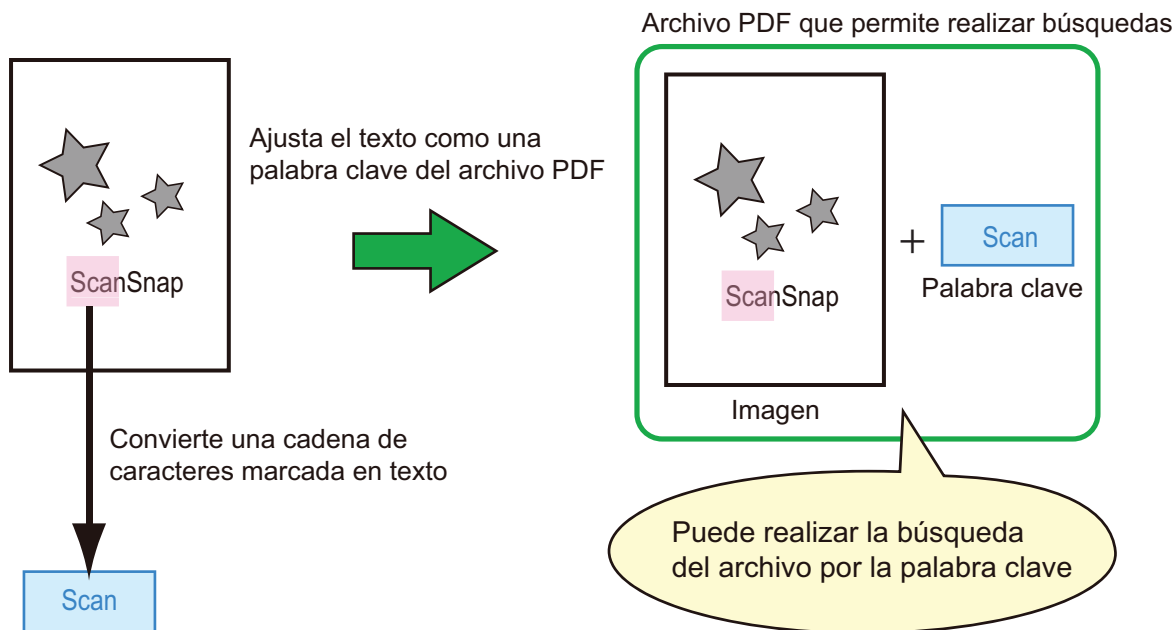 Archivo PDF que permite realizar búsquedas
Ajusta el texto como una
palabra clave del archivo PDF
ScanSnap
Convierte una cadena de
caracteres marcada en texto
Scan
ScanSnap
Imagen
+
Scan
Palabra clave
Puede realizar la búsqueda
del archivo por la palabra clave